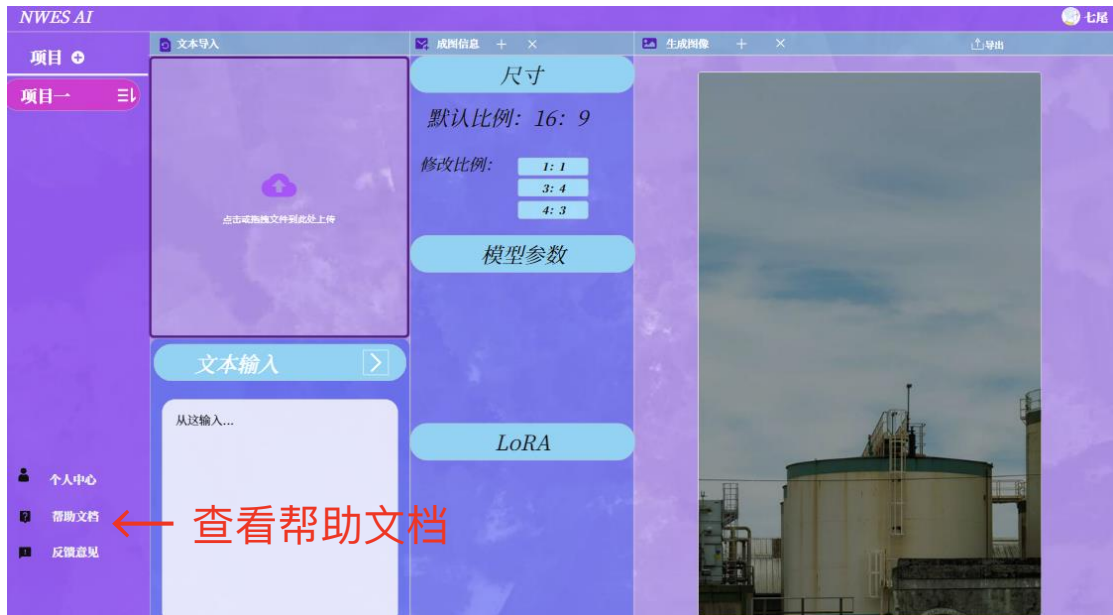 NWES AI
七尾
项目
项目一
文本导入
点击或拖拽文件到此处上传
文本输入
从这输入...
成图信息 + ×
尺寸
默认比例：16：9
修改比例：
1：1
3：4
4：3
模型参数
LoRA
生成图像 + ×
导出
个人中心
帮助文档
反馈意见
← 查看帮助文档